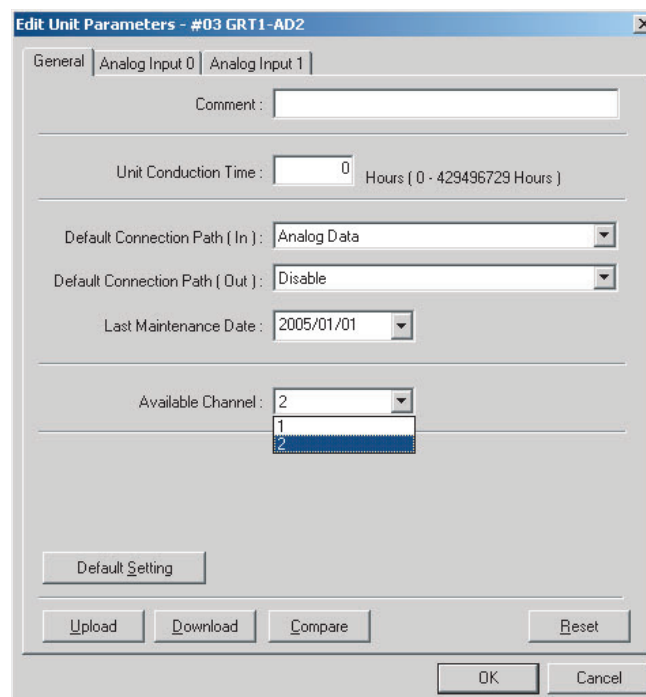 Edit Unit Parameters - #03 GRT1-AD2
General Analog Input 0 Analog Input 1
Comment :
Unit Conduction Time : 0 Hours ( 0 - 429496729 Hours )
Default Connection Path ( In ) : Analog Data
Default Connection Path ( Out ) : Disable
Last Maintenance Date : 2005/01/01
Available Channel : 2
1
2
Default Setting
Upload Download Compare Reset
OK Cancel